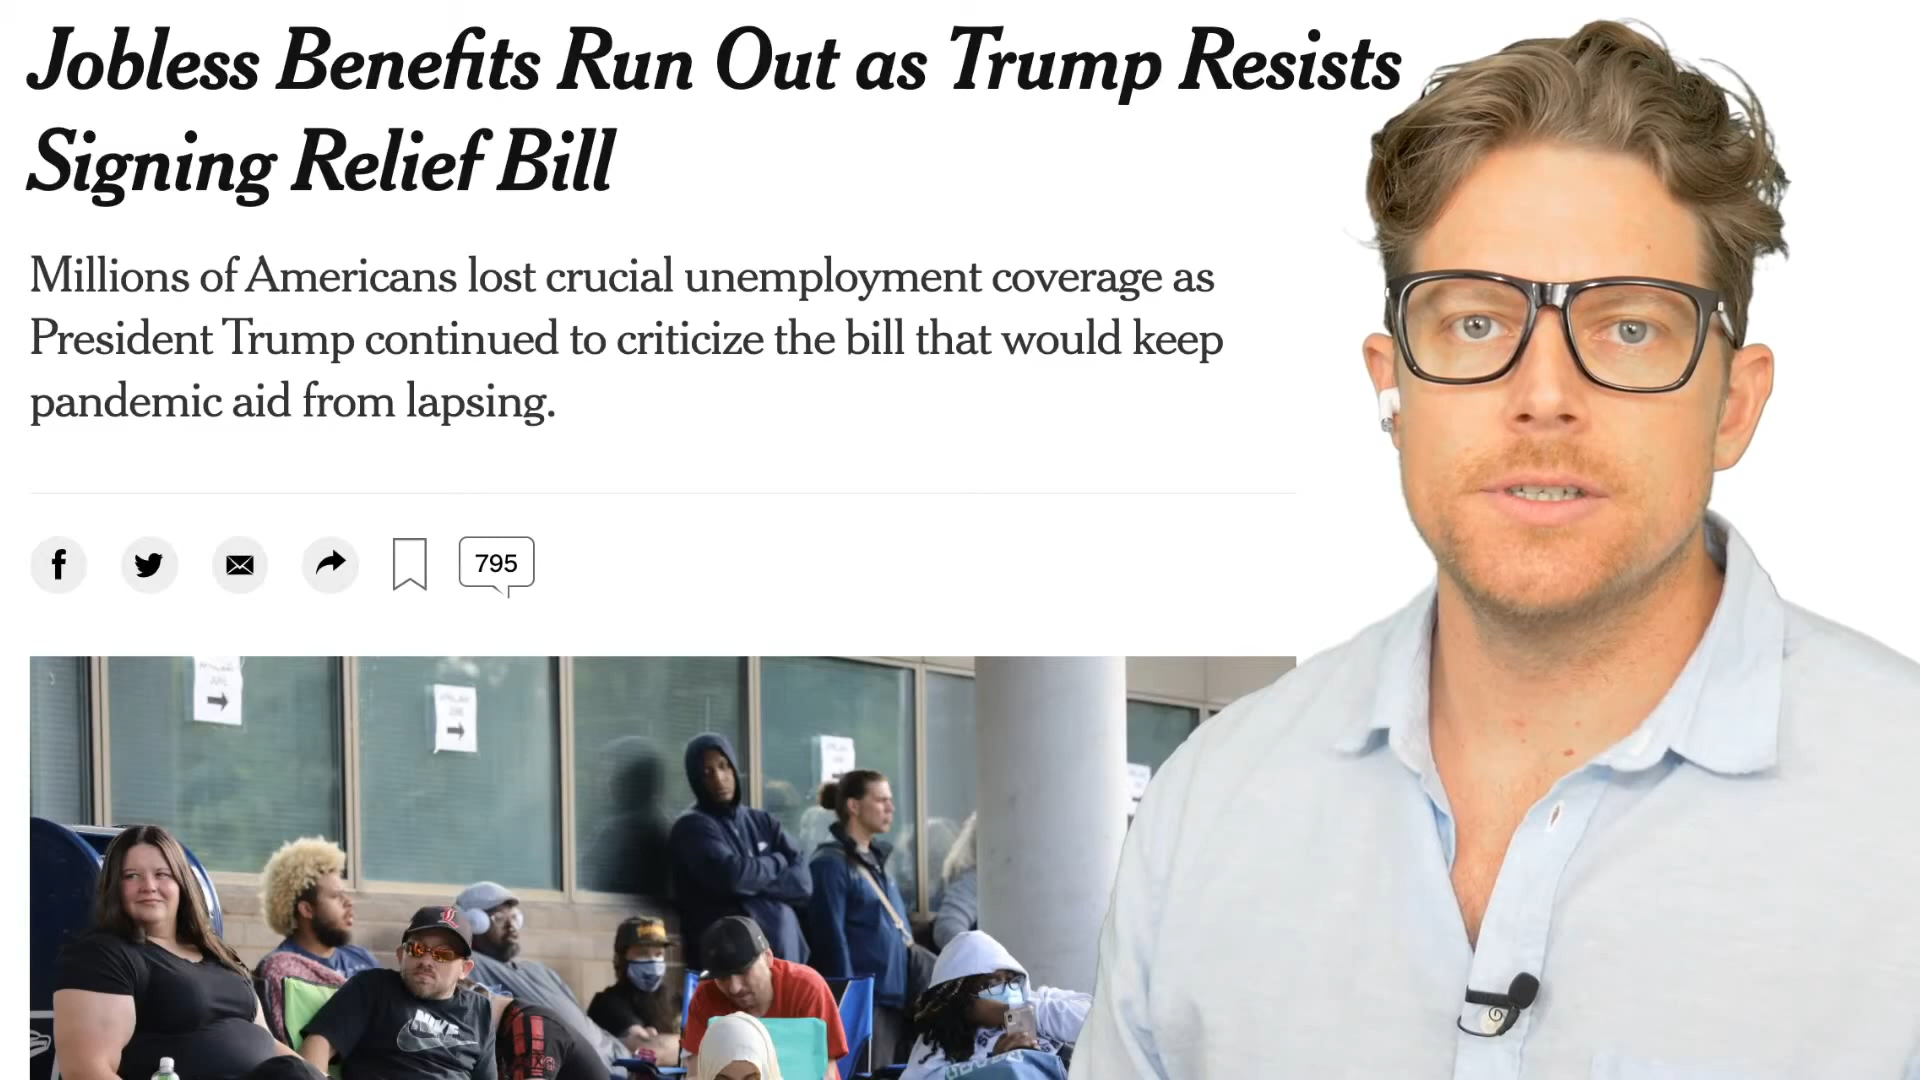 Jobless Benefits Run Out as Trump Resists
Signing Relief Bill
Millions of Americans lost crucial unemployment coverage as
President Trump continued to criticize the bill that would keep
pandemic aid from lapsing.
795
NIKE